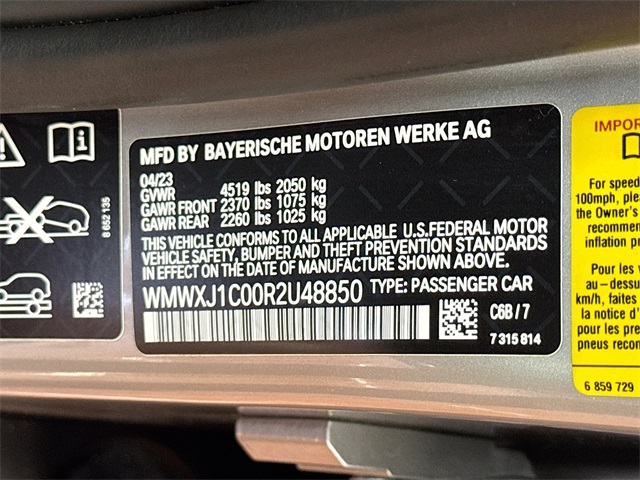 MFD BY BAYERISCHE MOTOREN WERKE AG
04/23
GVWR 4519 lbs 2050 kg
GAWR FRONT 2370 lbs 1075 kg
GAWR REAR 2260 lbs 1025 kg
THIS VEHICLE CONFORMS TO ALL APPLICABLE U.S.FEDERAL MOTOR
VEHICLE SAFETY, BUMPER AND THEFT PREVENTION STANDARDS
IN EFFECT ON THE DATE OF MANUFACTURE SHOWN ABOVE.
WMWXJ1C00R2U48850 TYPE: PASSENGER CAR
C6B / 7
7 315 814
8 652 135
IMPOR
For speed
100mph, please
the Owner's
recommen
inflation p
Pour les
au-dessu
km/h, faites
la notice d'
pour les pre
pneus recom
6 859 729